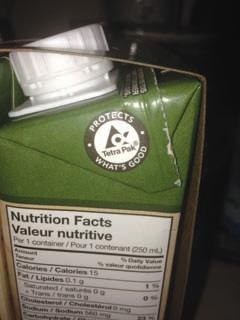 PROTECTS
Tetra Pak®
WHAT'S GOOD
Nutrition Facts
Valeur nutritive
Per 1 container / Pour 1 contenant (250 mL)
Amount
Teneur
% Daily Value
% valeur quotidienne
Calories / Calories 15
Fat / Lipides 0.1 g 1 %
Saturated / saturés 0 g
+ Trans / trans 0 g 0 %
Cholesterol / Cholestérol 0 mg
Sodium / Sodium 560 mg 23 %
Carbohydrate /